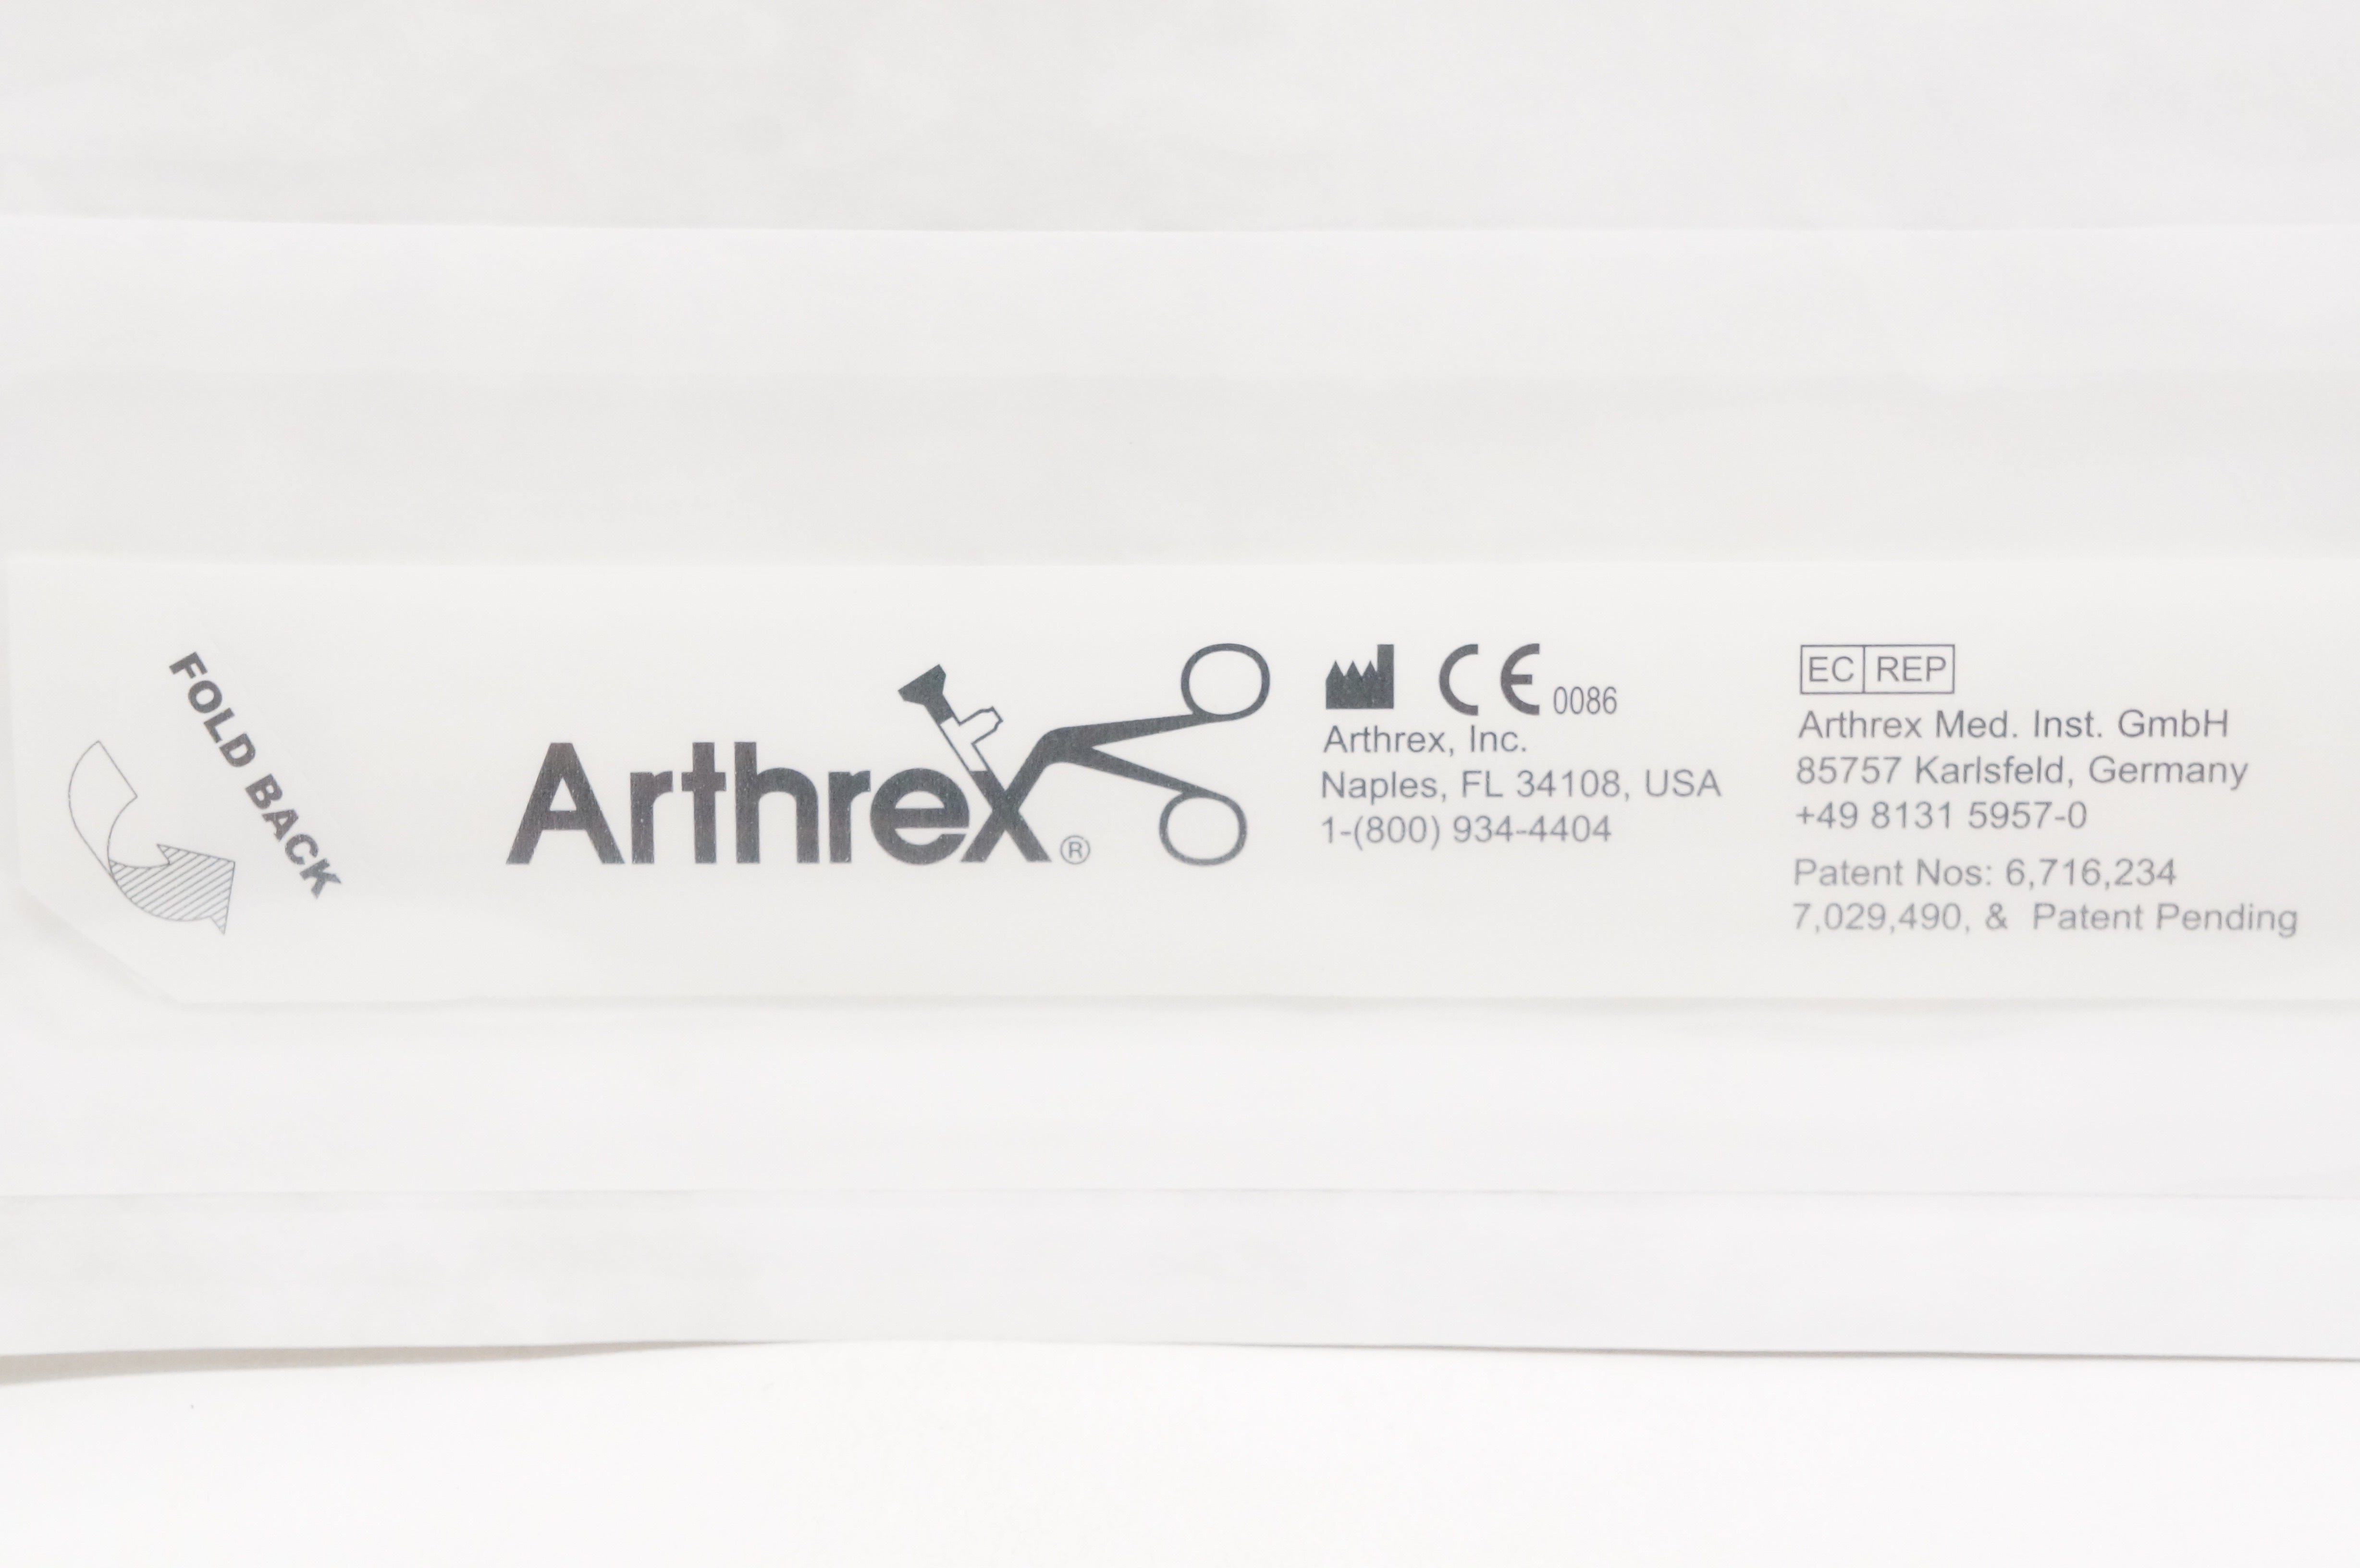 FOLD BACK
Arthrex®
CE 0086
Arthrex, Inc.
Naples, FL 34108, USA
1-(800) 934-4404
EC REP
Arthrex Med. Inst. GmbH
85757 Karlsfeld, Germany
+49 8131 5957-0
Patent Nos: 6,716,234
7,029,490, & Patent Pending